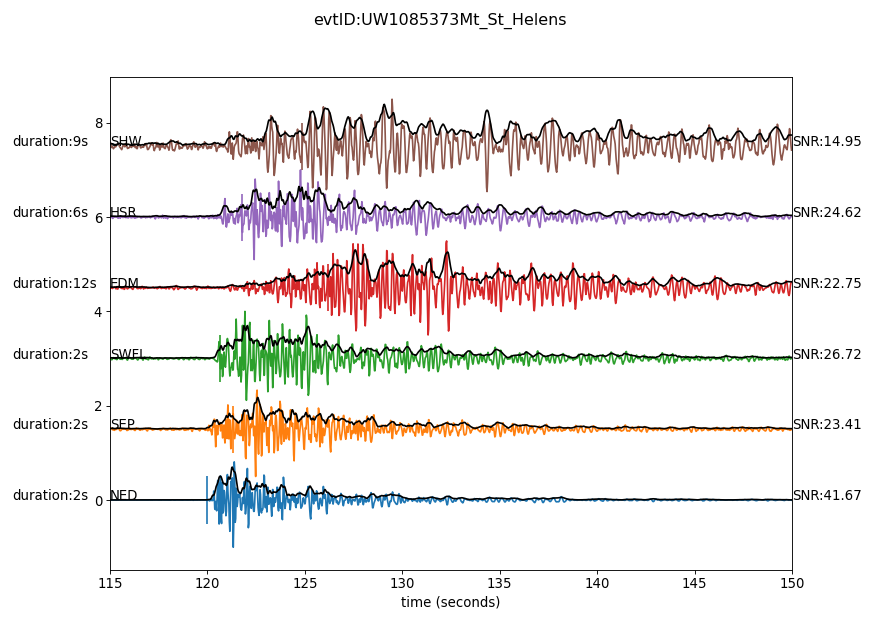 evtID:UW1085373Mt_St_Helens
8
duration:9s SHW SNR:14.95
duration:6s HSR SNR:24.62
6
duration:12s EDM SNR:22.75
4
duration:2s SWFL SNR:26.72
2
duration:2s SEP SNR:23.41
duration:2s NED SNR:41.67
0
115 120 125 130 135 140 145 150
time (seconds)